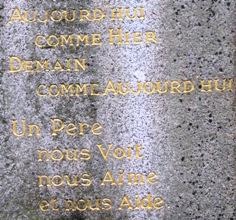 Aujourd'hui
comme Hier
Demain
comme Aujourd'hui
Un Père
nous Voit
nous Aime
et nous Aide.